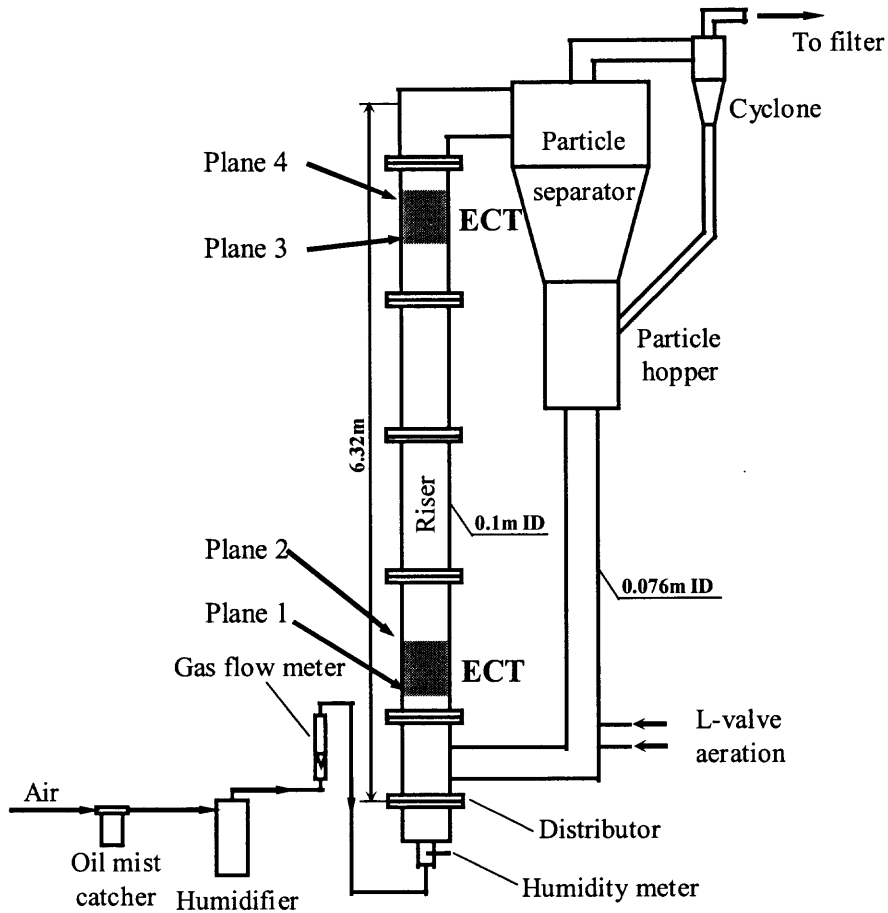 To filter
Cyclone
Particle
separator
Plane 4
ECT
Plane 3
Particle
hopper
6.32m
Riser
0.1m ID
Plane 2
0.076m ID
Plane 1
Gas flow meter
ECT
L-valve
aeration
Air
Distributor
Oil mist
catcher
Humidifier
Humidity meter